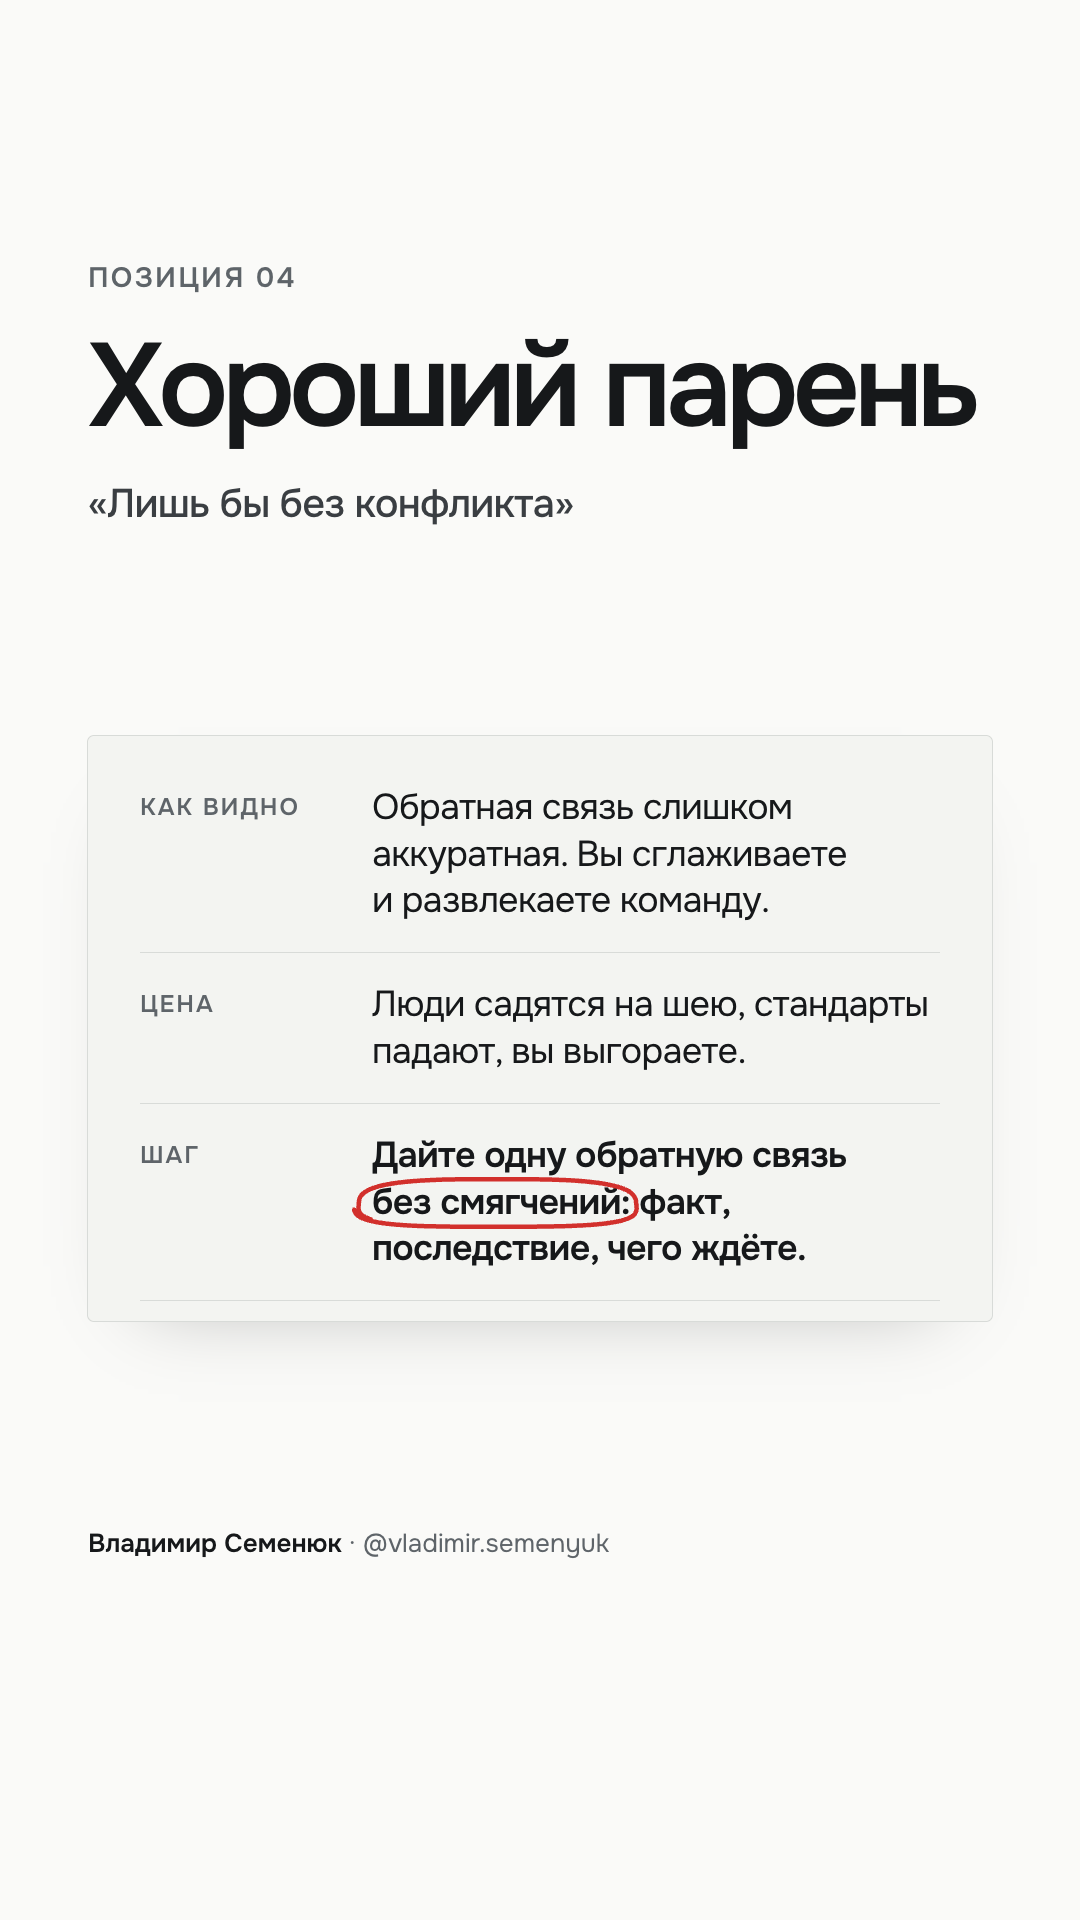 ПОЗИЦИЯ 04
Хороший парень
«Лишь бы без конфликта»
КАК ВИДНО
Обратная связь слишком
аккуратная. Вы сглаживаете
и развлекаете команду.
ЦЕНА
Люди садятся на шею, стандарты
падают, вы выгораете.
ШАГ
Дайте одну обратную связь
без смягчений: факт,
последствие, чего ждёте.
Владимир Семенюк · @vladimir.semenyuk